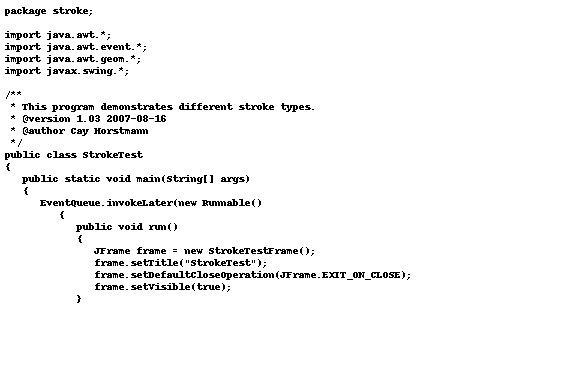 package stroke;
import java.awt.*;
import java.awt.event.*;
import java.awt.geom.*;
import javax.swing.*;
/**
 * This program demonstrates different stroke types.
 * @version 1.03 2007-08-16
 * @author Cay Horstmann
 */
public class StrokeTest
{
   public static void main(String[] args)
   {
      EventQueue.invokeLater(new Runnable()
         {
            public void run()
            {
               JFrame frame = new StrokeTestFrame();
               frame.setTitle("StrokeTest");
               frame.setDefaultCloseOperation(JFrame.EXIT_ON_CLOSE);
               frame.setVisible(true);
            }